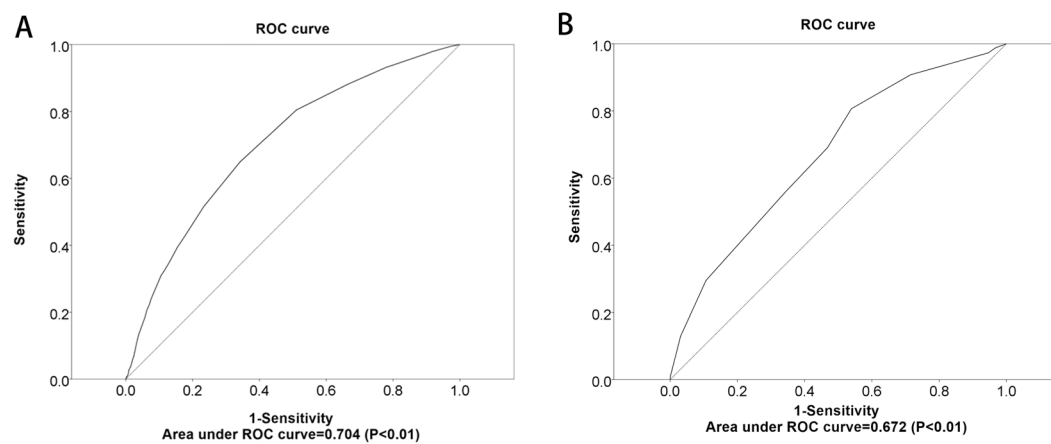 A
ROC curve
1.0
0.8
0.6
0.4
0.2
0.0
Sensitivity
0.0 0.2 0.4 0.6 0.8 1.0
1-Sensitivity
Area under ROC curve=0.704 (P<0.01)
B
ROC curve
1.0
0.8
0.6
0.4
0.2
0.0
Sensitivity
0.0 0.2 0.4 0.6 0.8 1.0
1-Sensitivity
Area under ROC curve=0.672 (P<0.01)